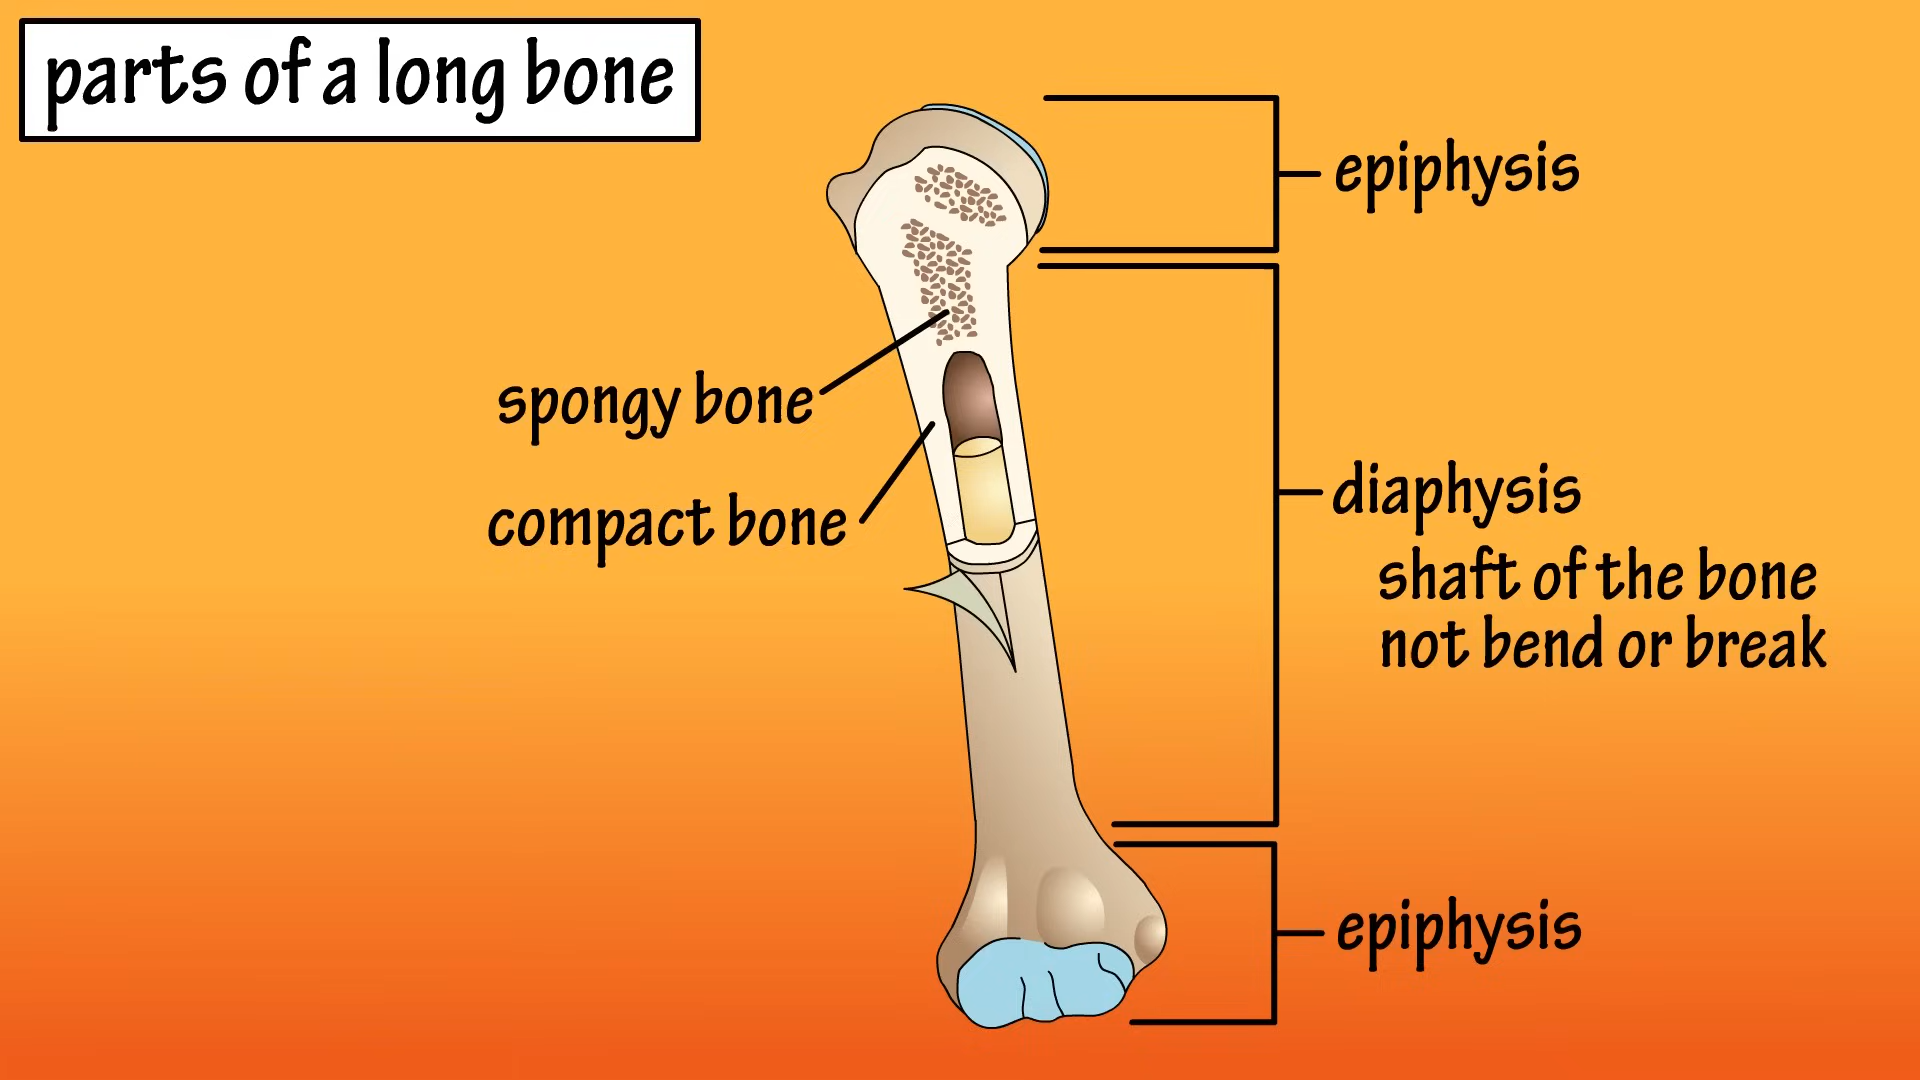 parts of a long bone
epiphysis
spongy bone
compact bone
diaphysis
shaft of the bone
not bend or break
epiphysis